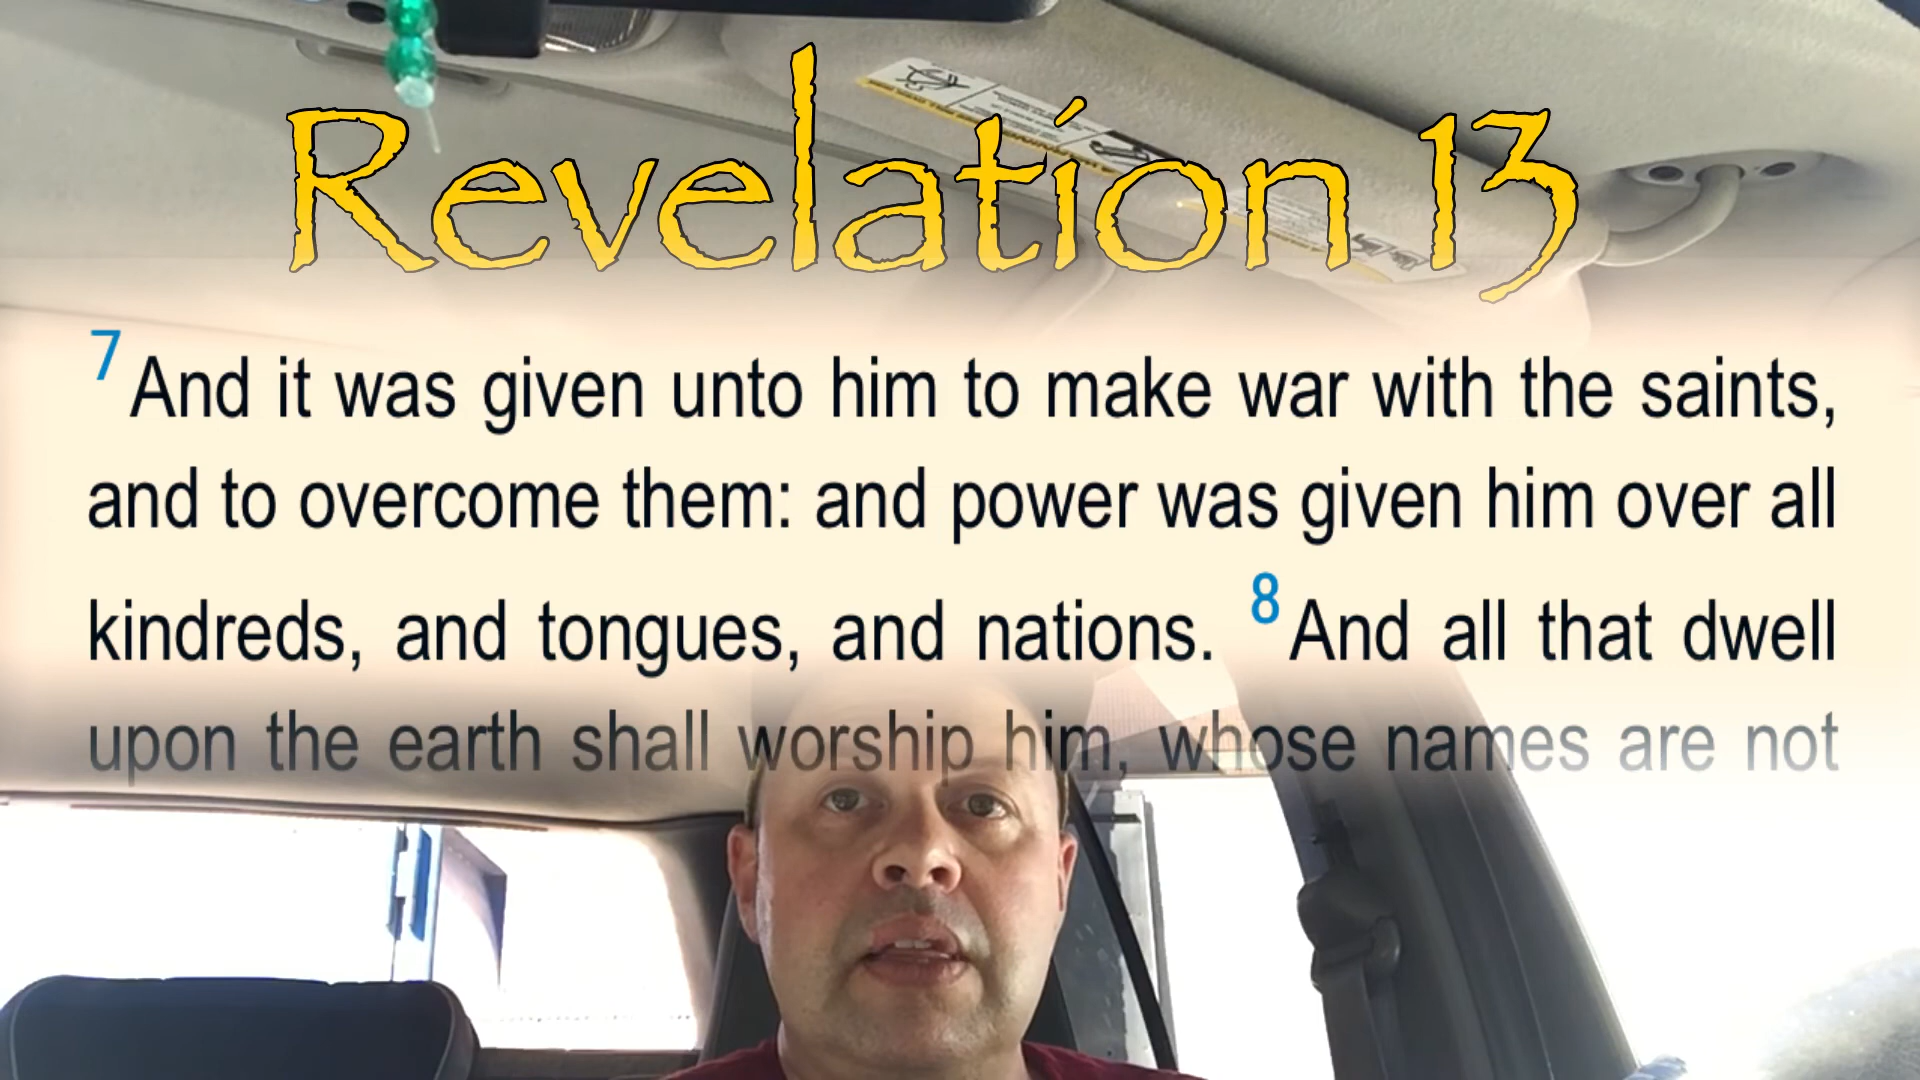 Revelation 13
7 And it was given unto him to make war with the saints,
and to overcome them: and power was given him over all
kindreds, and tongues, and nations. 8 And all that dwell
upon the earth shall worship him, whose names are not